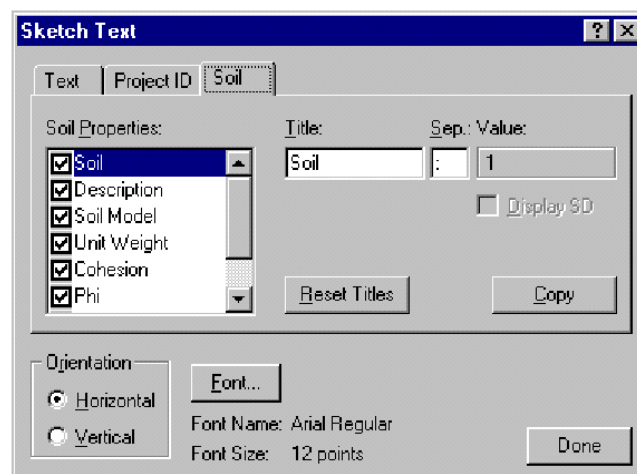 Sketch Text
Text Project ID Soil
Soil Properties: Title: Sep.: Value:
Soil Soil : 1
Description
Display SD
Soil Model
Unit Weight
Cohesion
Phi Reset Titles Copy
Orientation
Horizontal
Vertical
Font...
Font Name: Arial Regular
Font Size: 12 points
Done